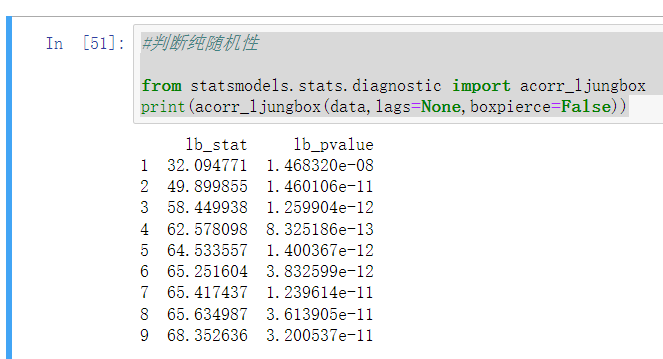 In [51]: #判断纯随机性
from statsmodels.stats.diagnostic import acorr_ljungbox
print(acorr_ljungbox(data,lags=None,boxpierce=False))
lb_stat lb_pvalue
1 32.094771 1.468320e-08
2 49.899855 1.460106e-11
3 58.449938 1.259904e-12
4 62.578098 8.325186e-13
5 64.533557 1.400367e-12
6 65.251604 3.832599e-12
7 65.417437 1.239614e-11
8 65.634987 3.613905e-11
9 68.352636 3.200537e-11